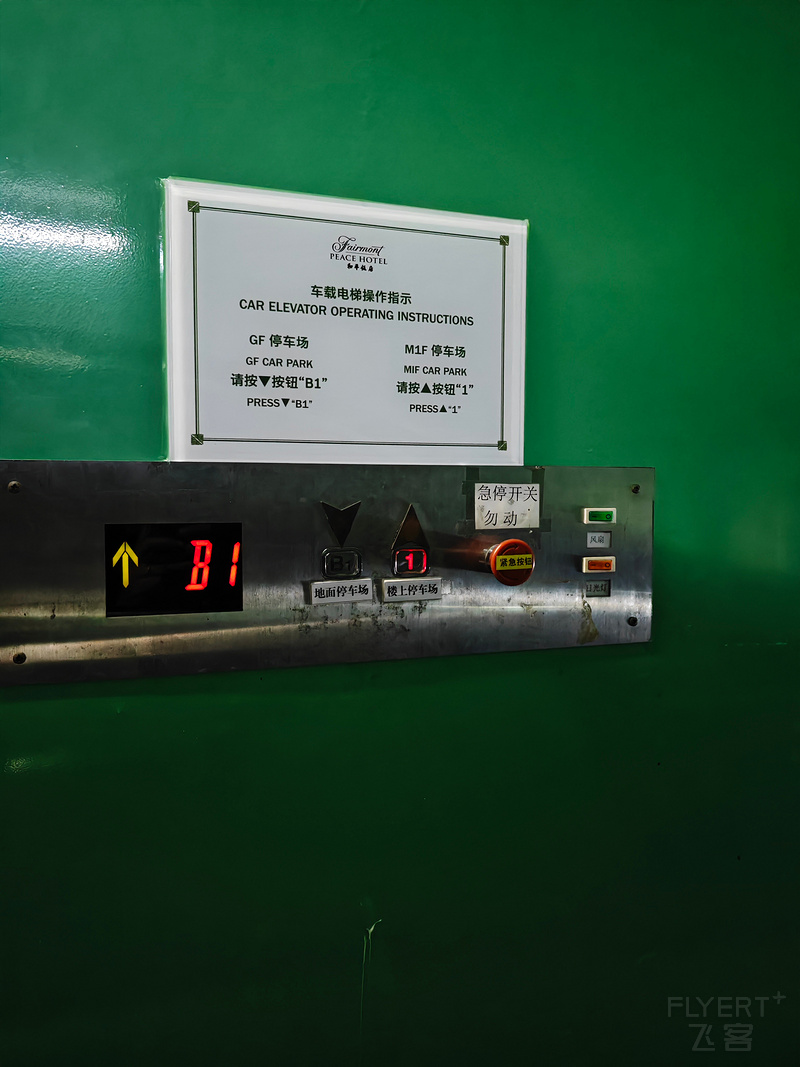 Fairmont
PEACE HOTEL
和平饭店
车载电梯操作指示
CAR ELEVATOR OPERATING INSTRUCTIONS
GF 停车场
GF CAR PARK
请按▼按钮“B1”
PRESS▼“B1”
M1F 停车场
MIF CAR PARK
请按▲按钮“1”
PRESS▲“1”
急停开关
勿动
B1
B1
1
紧急按钮
地面停车场
楼上停车场
风扇
日光灯
FLYERT+
飞客